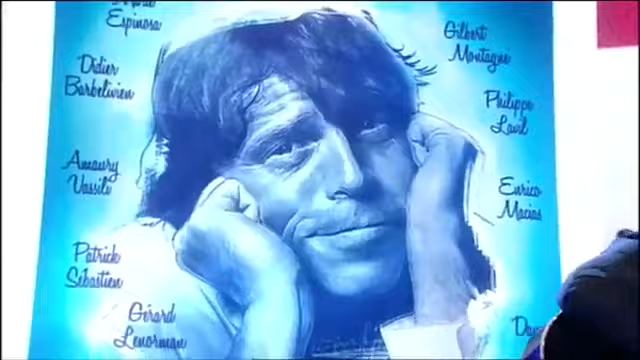 Espinosa
Didier
Barbelivien
Amaury
Vassili
Patrick
Sébastien
Gérard
Lenorman
Gilbert
Montagné
Philippe
Lavil
Enrico
Macias